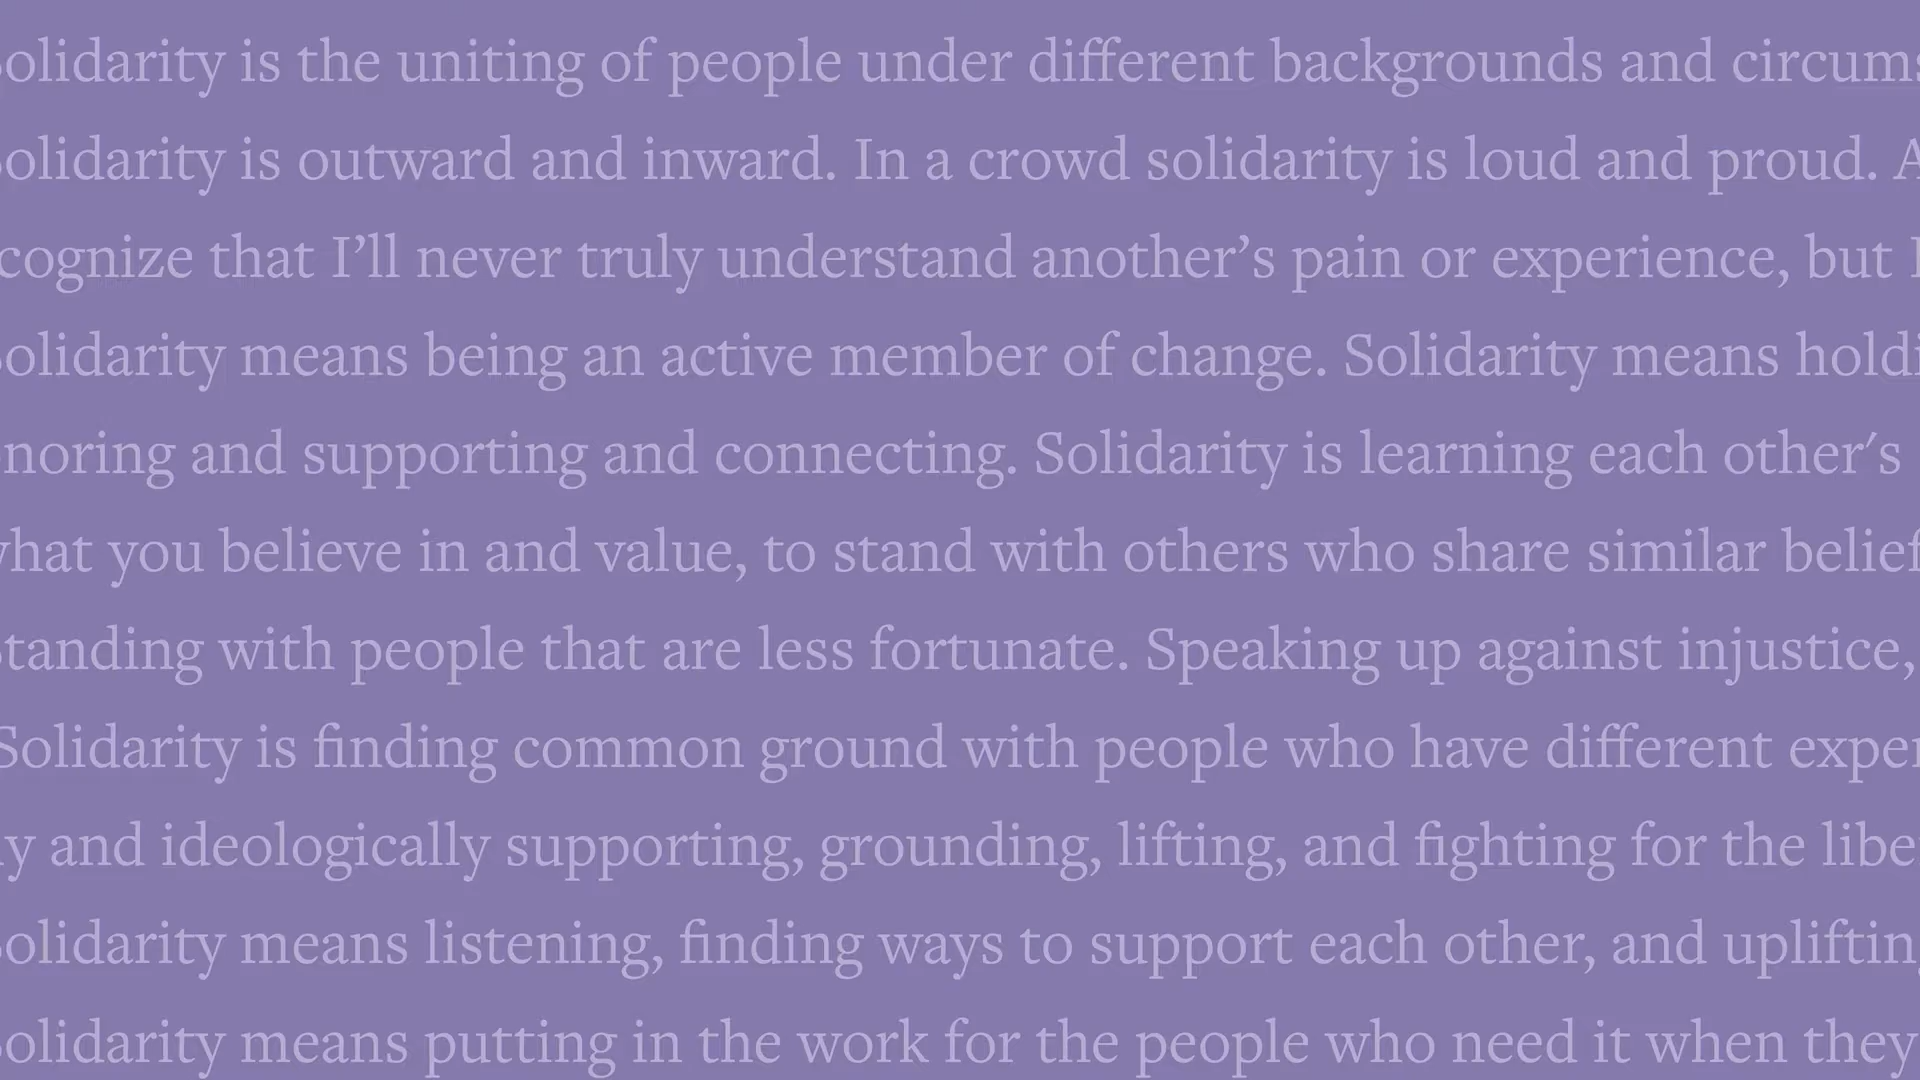 olidarity is the uniting of people under different backgrounds and circums
olidarity is outward and inward. In a crowd solidarity is loud and proud. A
cognize that I’ll never truly understand another’s pain or experience, but I
olidarity means being an active member of change. Solidarity means holdi
noring and supporting and connecting. Solidarity is learning each other's
what you believe in and value, to stand with others who share similar belief
tanding with people that are less fortunate. Speaking up against injustice,
Solidarity is finding common ground with people who have different exper
ly and ideologically supporting, grounding, lifting, and fighting for the libe
olidarity means listening, finding ways to support each other, and uplifting
olidarity means putting in the work for the people who need it when they